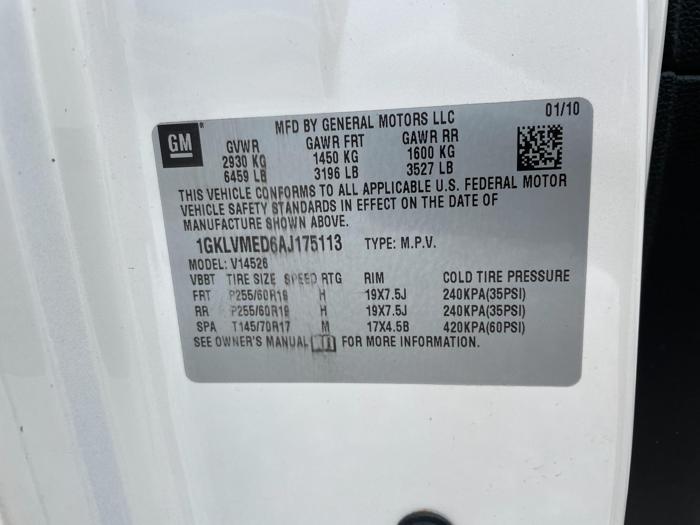 GM
MFD BY GENERAL MOTORS LLC 01/10
GVWR GAWR FRT GAWR RR
2930 KG 1450 KG 1600 KG
6459 LB 3196 LB 3527 LB
THIS VEHICLE CONFORMS TO ALL APPLICABLE U.S. FEDERAL MOTOR
VEHICLE SAFETY STANDARDS IN EFFECT ON THE DATE OF
MANUFACTURE SHOWN ABOVE.
1GKLVMED6AJ175113 TYPE: M.P.V.
MODEL: V14526
VBBT TIRE SIZE SPEED RTG RIM COLD TIRE PRESSURE
FRT P255/60R19 H 19X7.5J 240KPA(35PSI)
RR P255/60R19 H 19X7.5J 240KPA(35PSI)
SPA T145/70R17 M 17X4.5B 420KPA(60PSI)
SEE OWNER'S MANUAL FOR MORE INFORMATION.